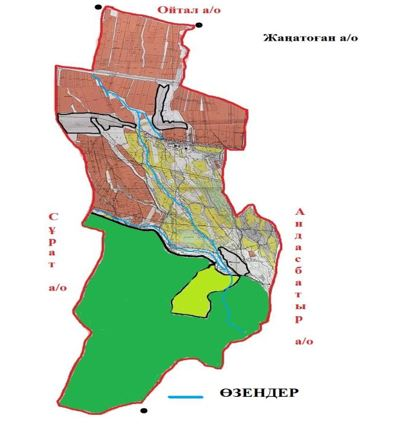 Ойтал а/о
Жаңатоған а/о
Сұрат а/о
Андасбатыр а/о
ӨЗЕНДЕР